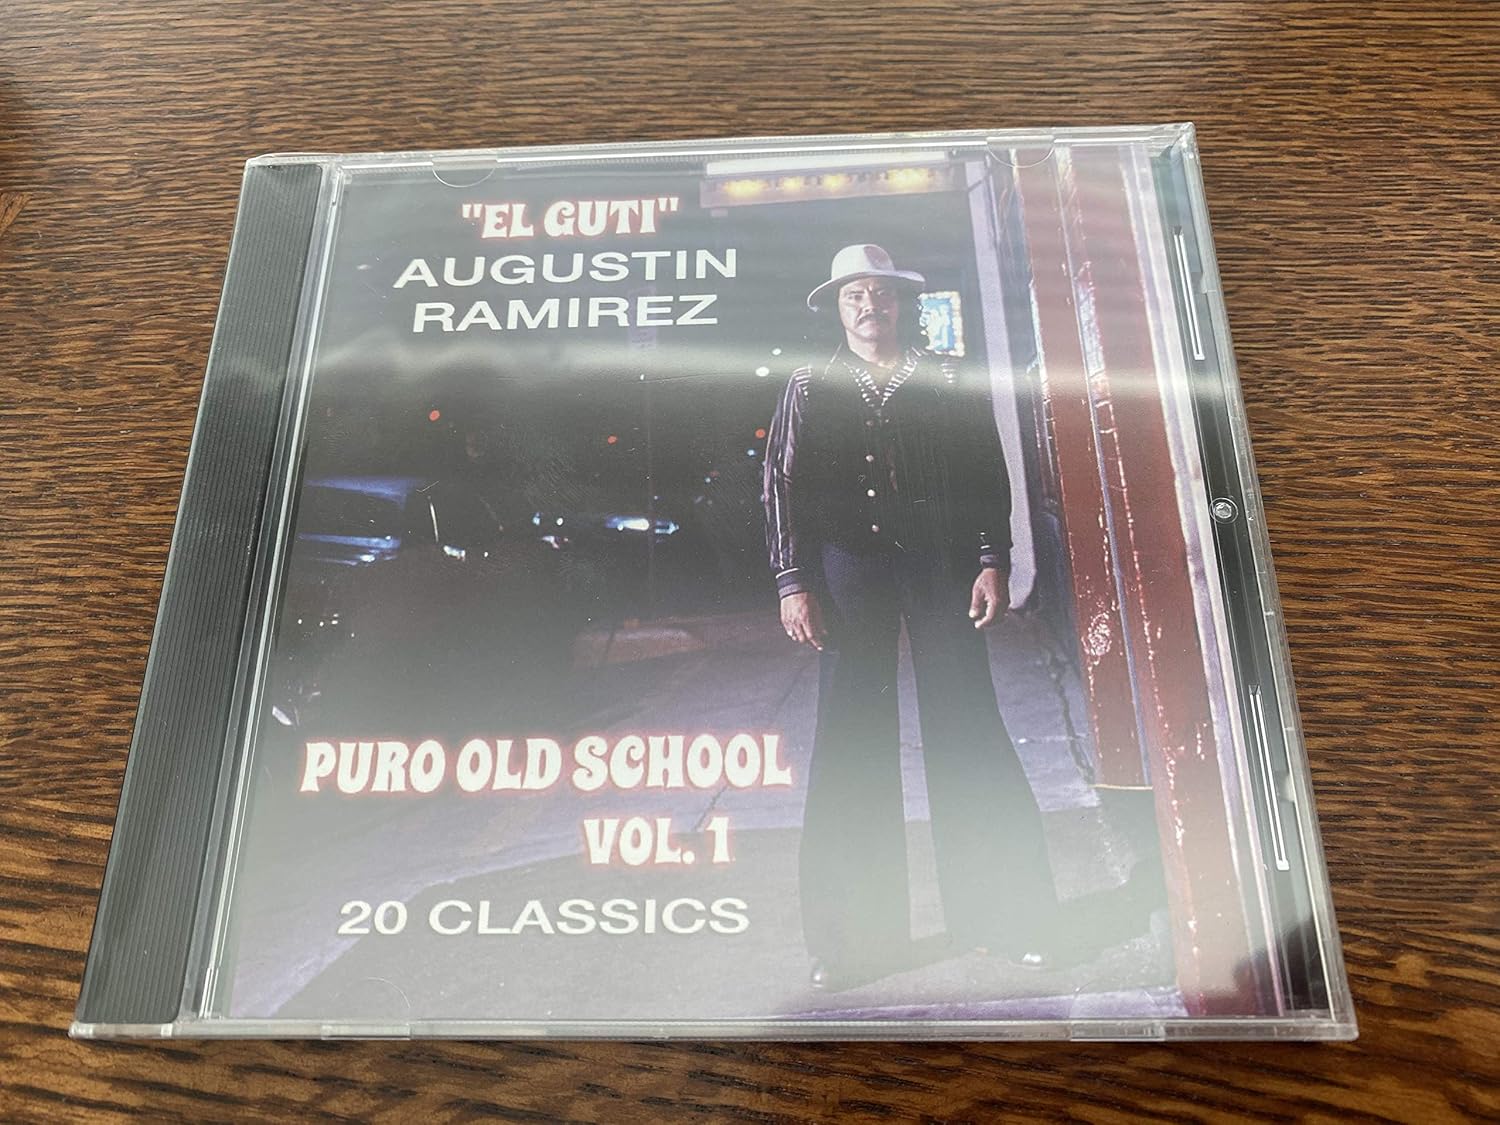 "EL GUTI"
AUGUSTIN
RAMIREZ
PURO OLD SCHOOL
VOL. 1
20 CLASSICS